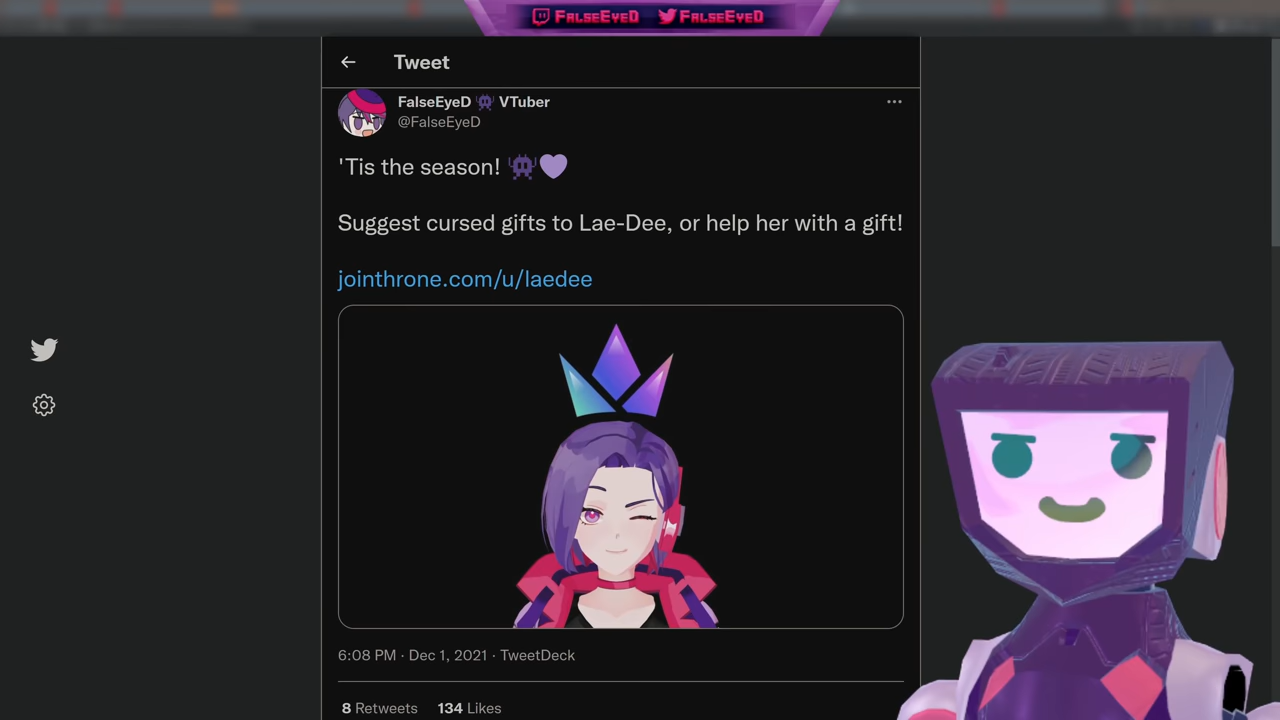 FalseEyeD FalseEyeD
Tweet
FalseEyeD VTuber
@FalseEyeD
'Tis the season!
Suggest cursed gifts to Lae-Dee, or help her with a gift!
jointhrone.com/u/laedee
6:08 PM · Dec 1, 2021 · TweetDeck
8 Retweets 134 Likes